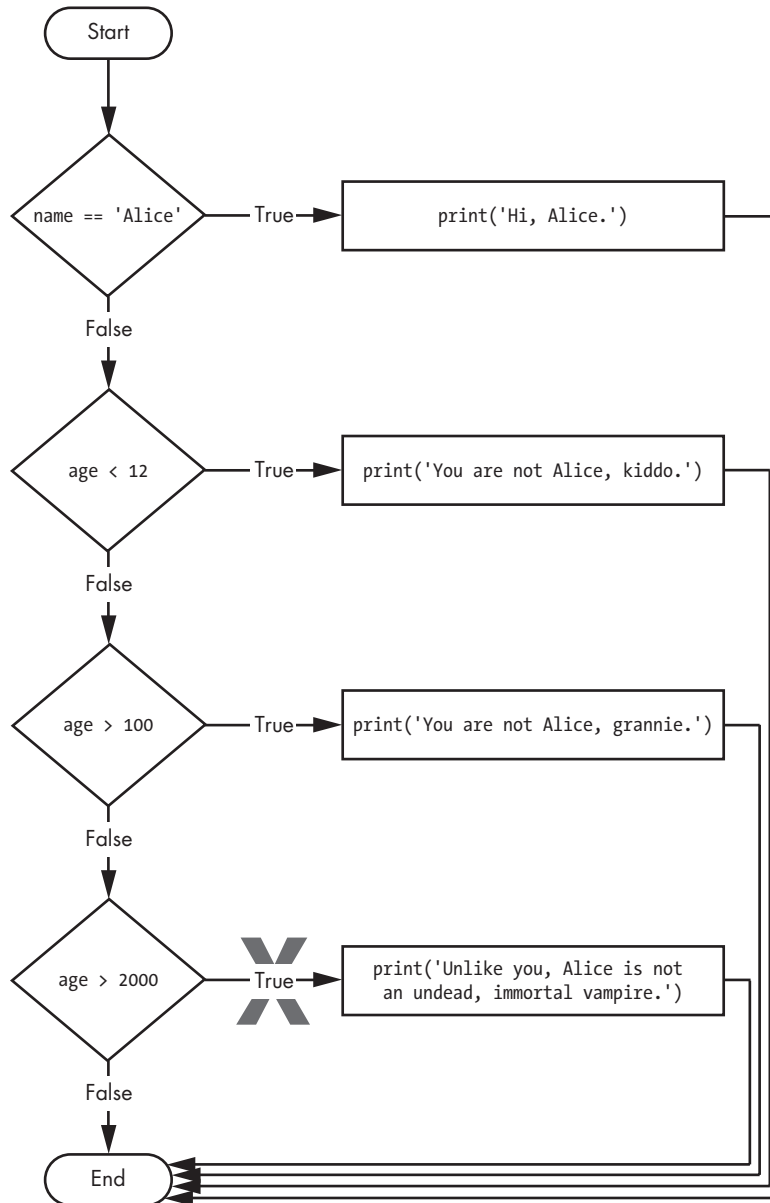 Start
name == 'Alice'
True
print('Hi, Alice.')
False
age < 12
True
print('You are not Alice, kiddo.')
False
age > 100
True
print('You are not Alice, grannie.')
False
age > 2000
X
True
print('Unlike you, Alice is not
an undead, immortal vampire.')
False
End